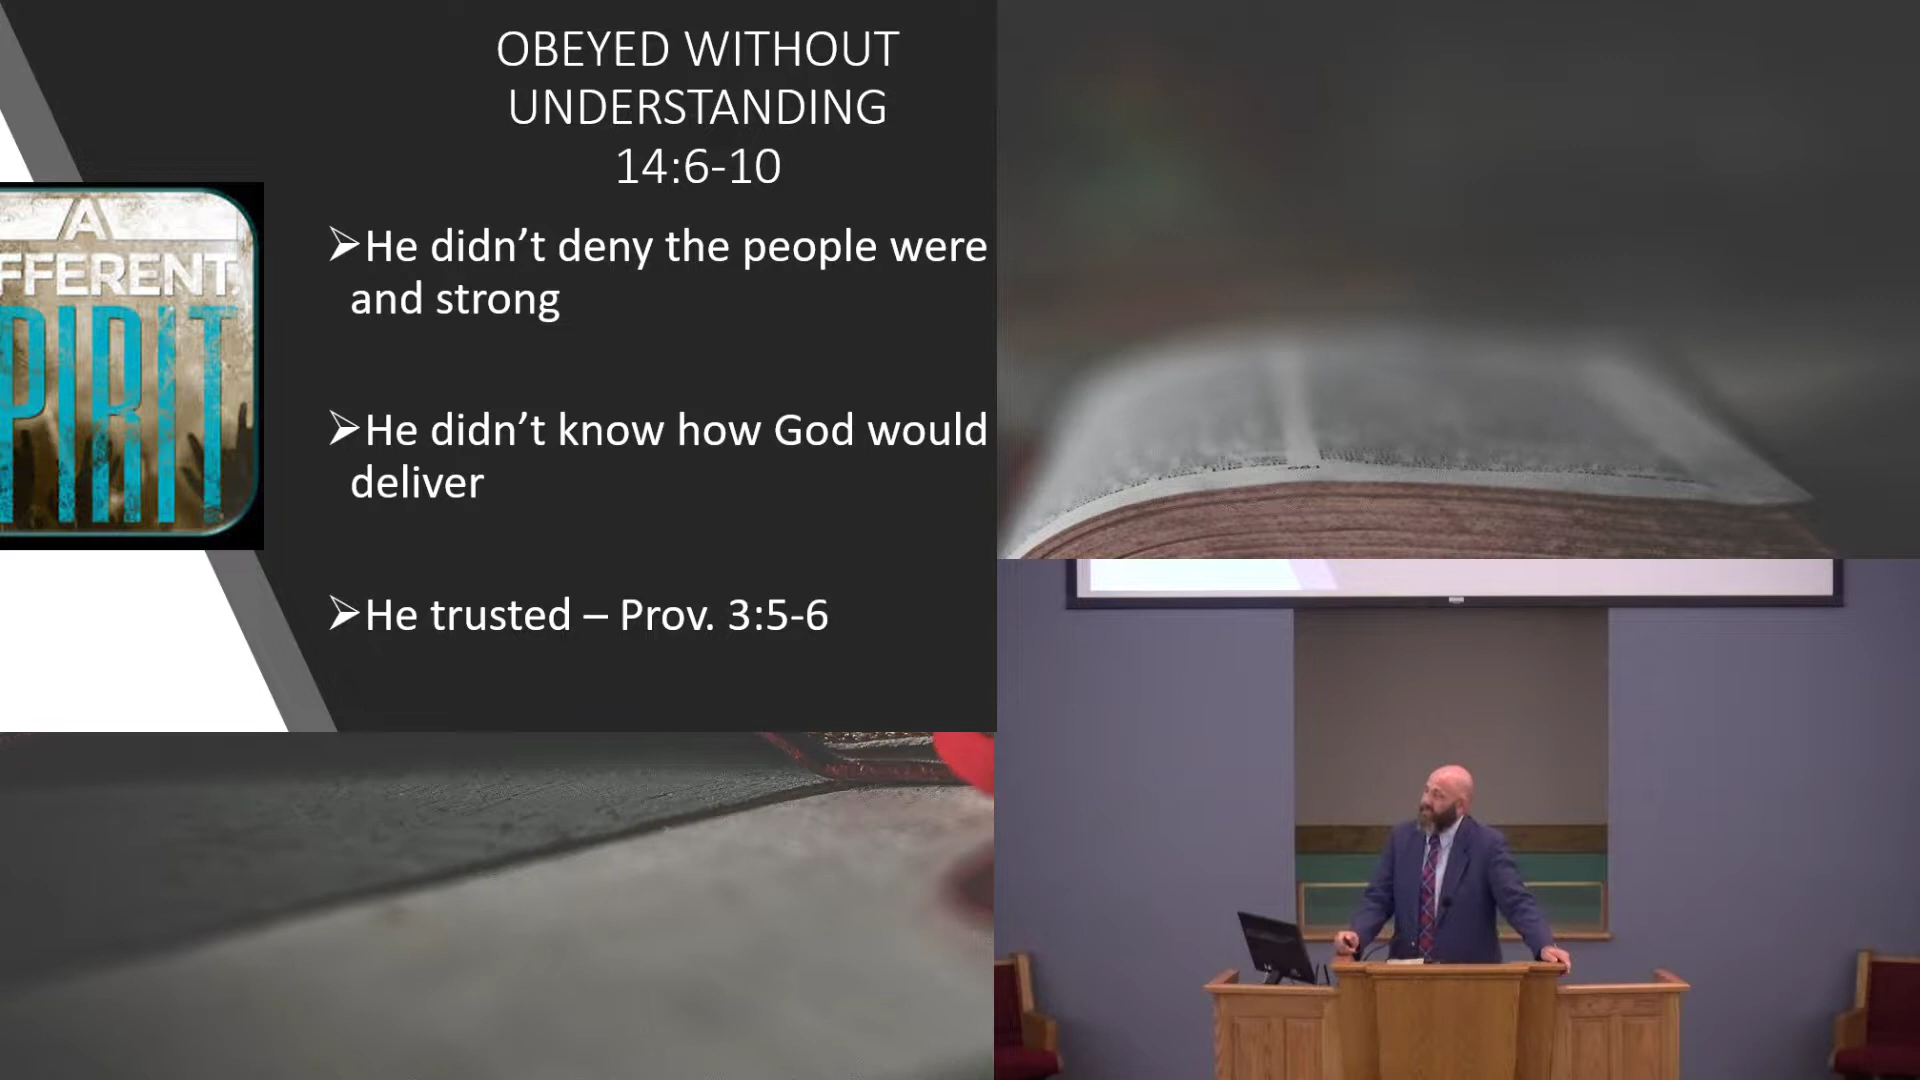 OBEYED WITHOUT
UNDERSTANDING
14:6-10
A
FFERENT
PIRIT
➢He didn’t deny the people were
and strong
➢He didn’t know how God would
deliver
➢He trusted – Prov. 3:5-6